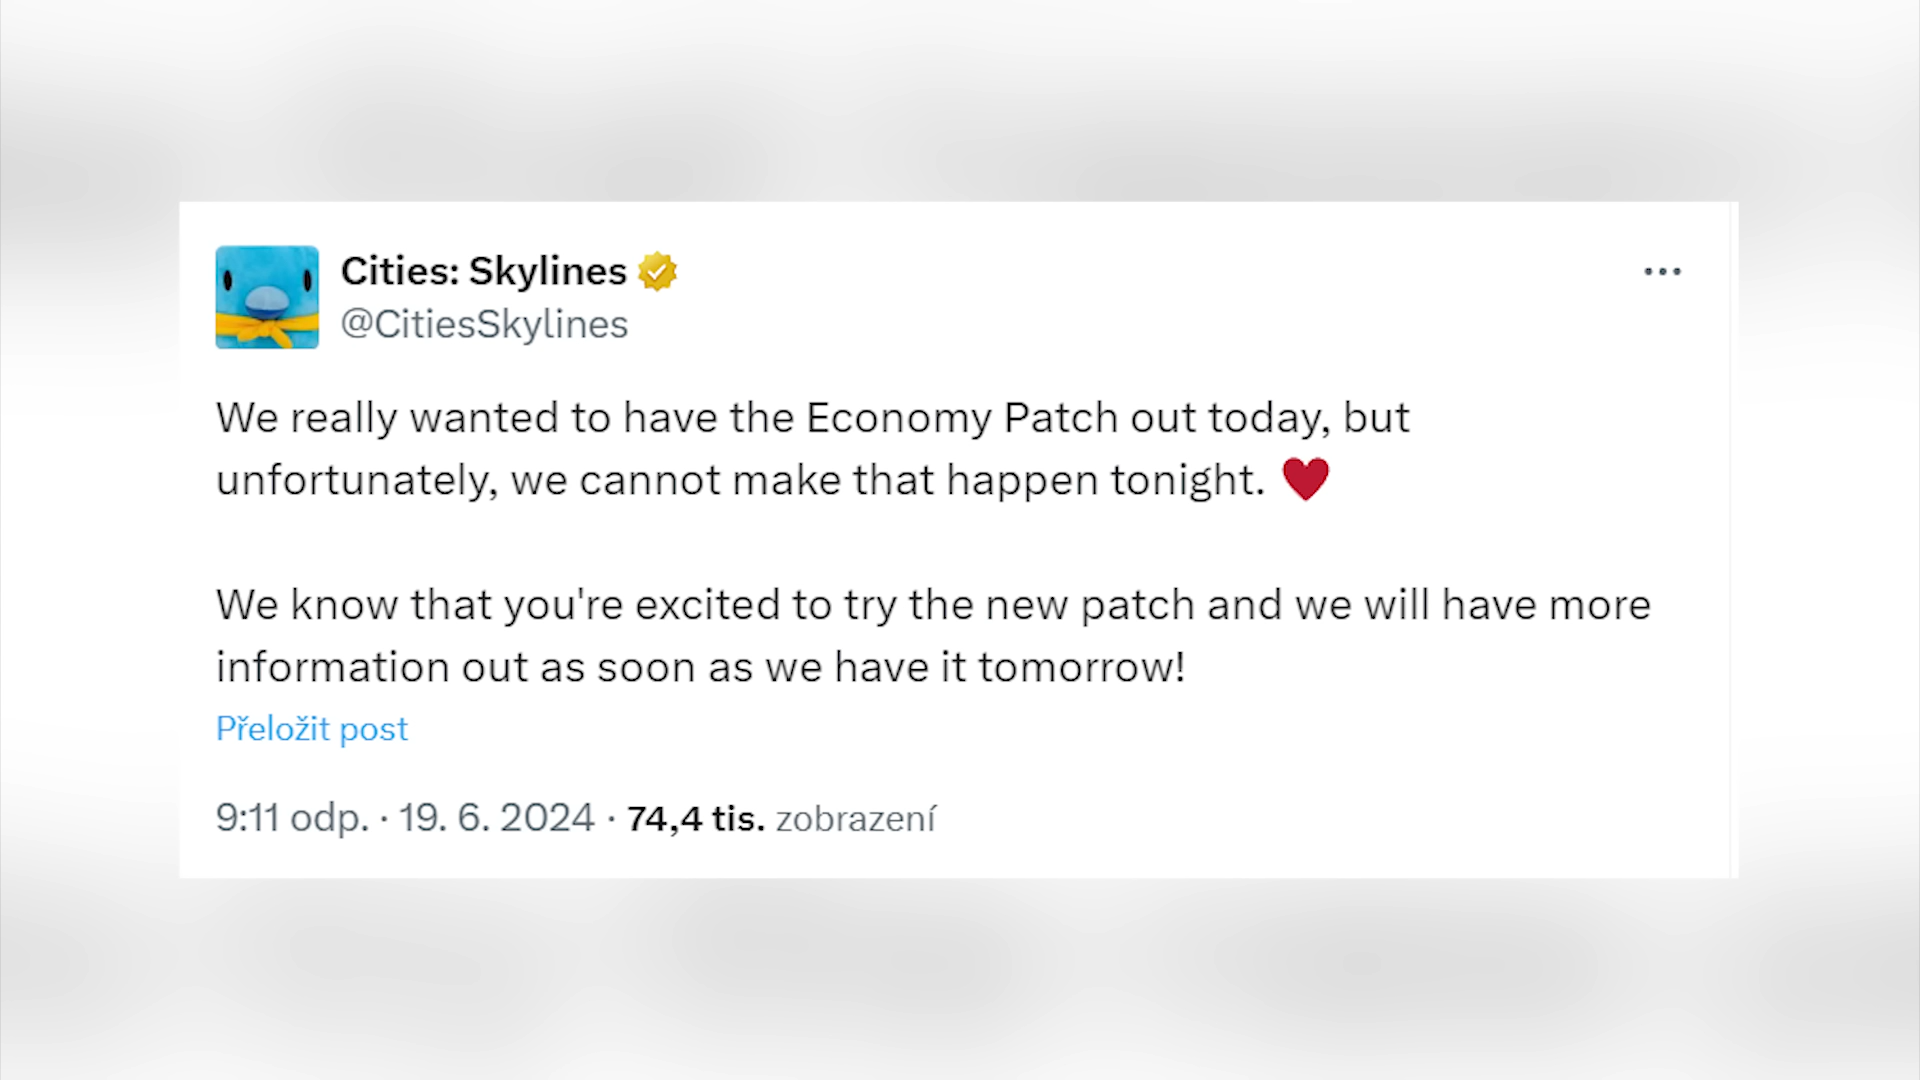 Cities: Skylines
@CitiesSkylines
We really wanted to have the Economy Patch out today, but
unfortunately, we cannot make that happen tonight. ♥
We know that you're excited to try the new patch and we will have more
information out as soon as we have it tomorrow!
Přeložit post
9:11 odp. · 19. 6. 2024 · 74,4 tis. zobrazení